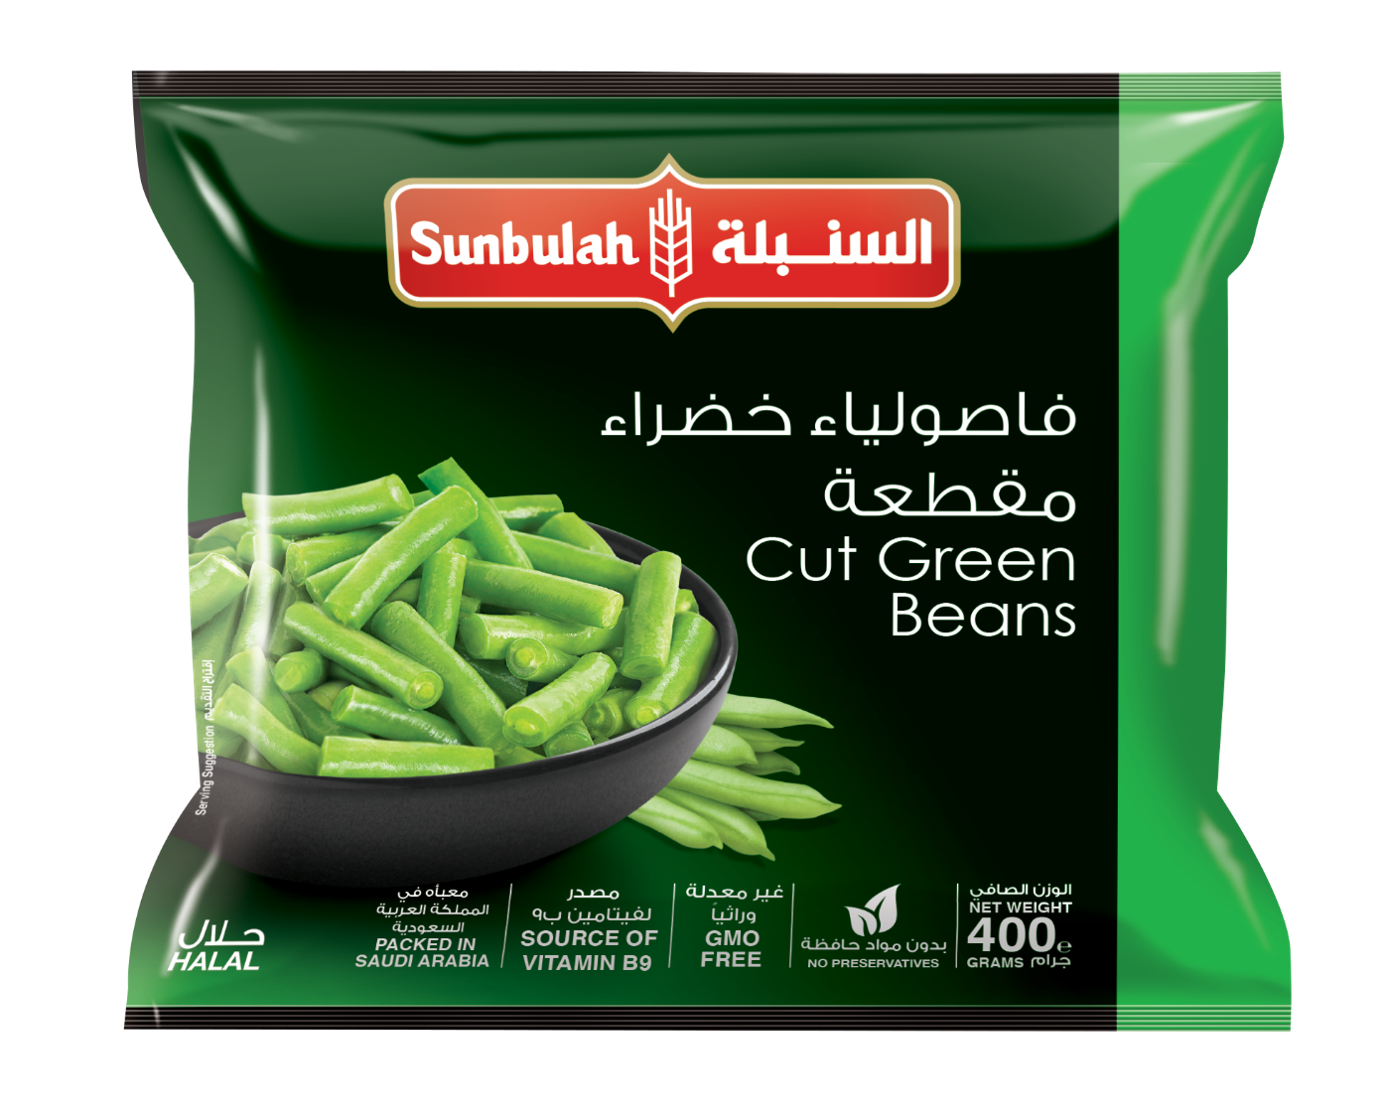 Sunbulah السنبلة
فاصولياء خضراء
مقطعة
Cut Green
Beans
Serving Suggestion إقتراح التقديم
حلال
HALAL
معبأه في
المملكة العربية
السعودية
PACKED IN
SAUDI ARABIA
مصدر
لفيتامين ب٩
SOURCE OF
VITAMIN B9
غير معدلة
وراثياً
GMO
FREE
بدون مواد حافظة
NO PRESERVATIVES
الوزن الصافي
NET WEIGHT
400 e
GRAMS جرام